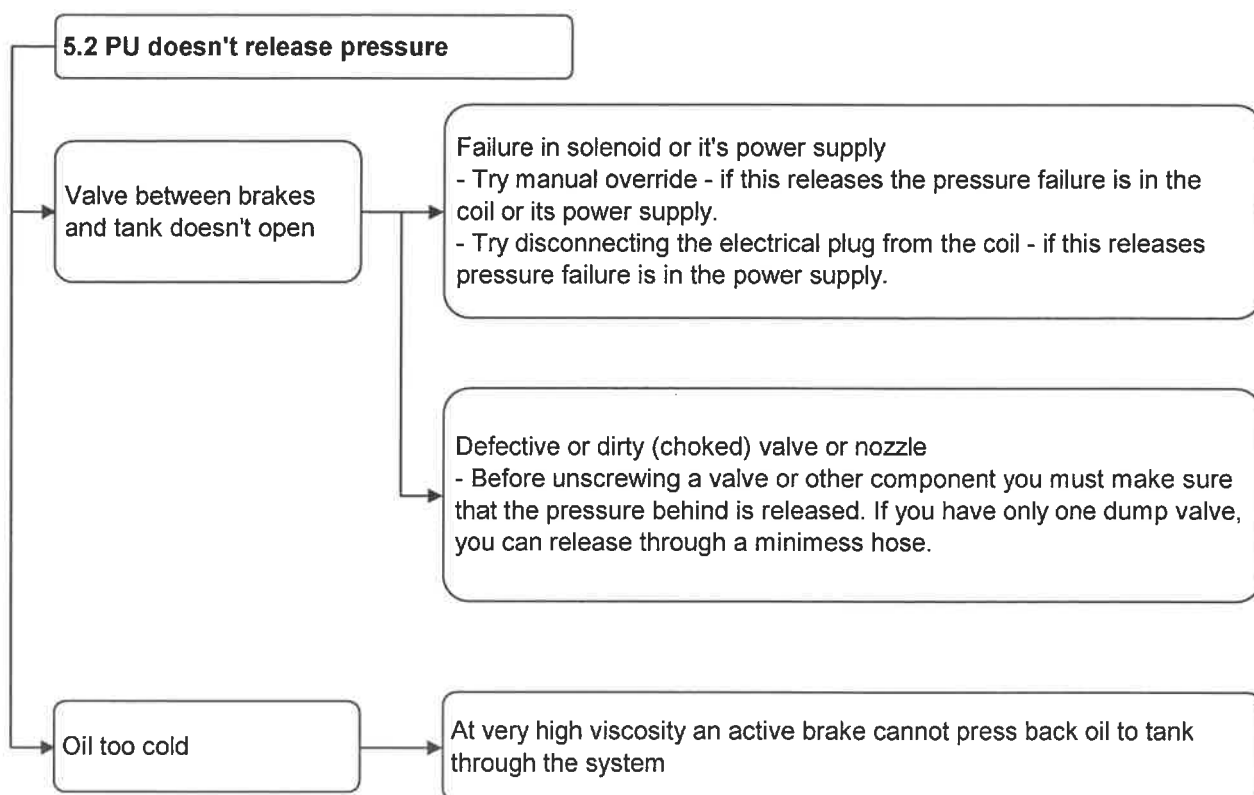 5.2 PU doesn't release pressure
Valve between brakes
and tank doesn't open
Failure in solenoid or it's power supply
- Try manual override - if this releases the pressure failure is in the
coil or its power supply.
- Try disconnecting the electrical plug from the coil - if this releases
pressure failure is in the power supply.
Defective or dirty (choked) valve or nozzle
- Before unscrewing a valve or other component you must make sure
that the pressure behind is released. If you have only one dump valve,
you can release through a minimess hose.
Oil too cold
At very high viscosity an active brake cannot press back oil to tank
through the system